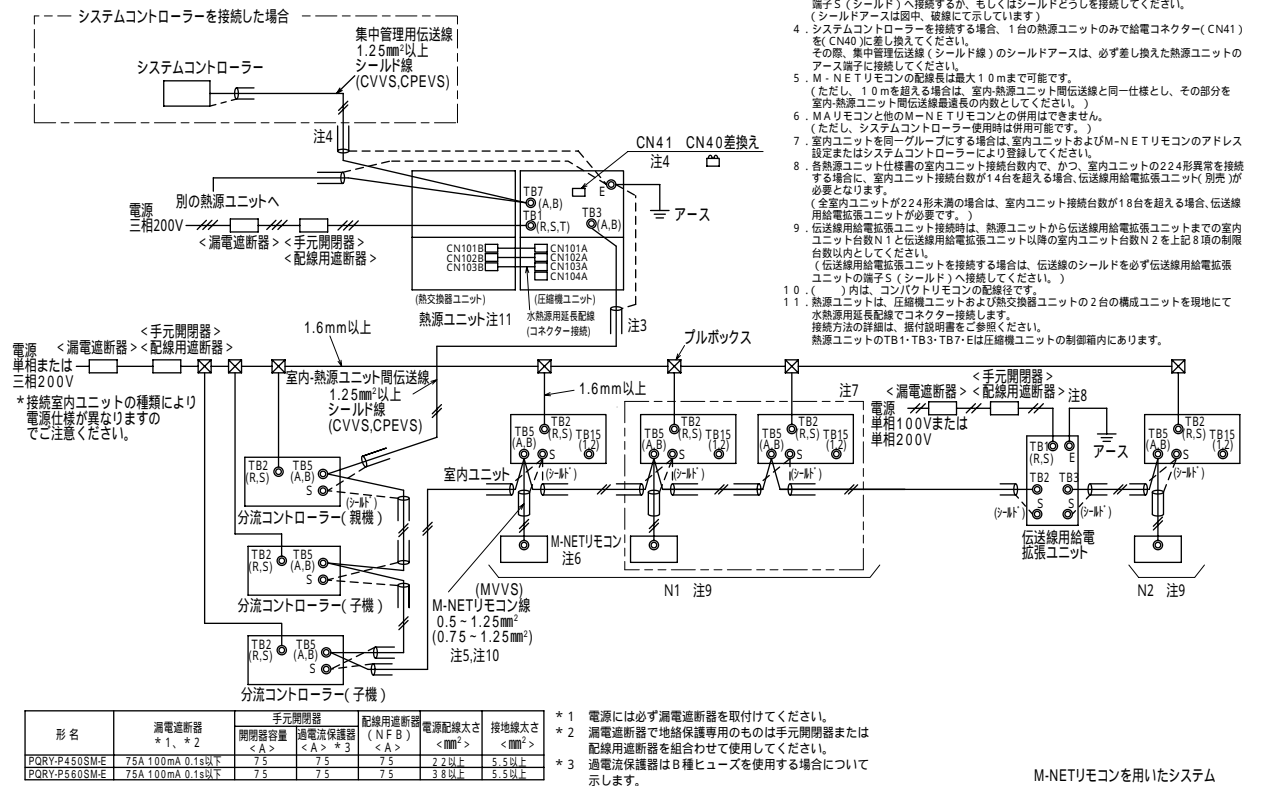 システムコントローラーを接続した場合
集中管理用伝送線
1.25mm²以上
シールド線
(CVVS,CPEVS)
システムコントローラー
注4
別の熱源ユニットへ
電源
三相200V
<漏電遮断器>
<手元開閉器>
<配線用遮断器>
CN41 CN40差換え
注4
TB7
(A,B)
TB1
(R,S,T)
E
TB3
(A,B)
アース
CN101B
CN102B
CN103B
CN101A
CN102A
CN103A
CN104A
(熱交換器ユニット)
(圧縮機ユニット)
熱源ユニット注11
水熱源用延長配線
(コネクター接続)
注3
端子S(シールド)へ接続するか、もしくはシールドどうしを接続してください。
(シールドアースは図中、破線にて示しています)
4.システムコントローラーを接続する場合、1台の熱源ユニットのみで給電コネクター(CN41)
を(CN40)に差し換えてください。
その際、集中管理伝送線(シールド線)のシールドアースは、必ず差し換えた熱源ユニットの
アース端子に接続してください。
5.M-NETリモコンの配線長は最大10mまで可能です。
(ただし、10mを超える場合は、室内-熱源ユニット間伝送線と同一仕様とし、その部分を
室内-熱源ユニット間伝送線最遠長の内数としてください。)
6.MAリモコンと他のM-NETリモコンとの併用はできません。
(ただし、システムコントローラー使用時は併用可能です。)
7.室内ユニットを同一グループにする場合は、室内ユニットおよびM-NETリモコンのアドレス
設定またはシステムコントローラーにより登録してください。
8.各熱源ユニット仕様書の室内ユニット接続台数内で、かつ、室内ユニットの224形異常を接続
する場合に、室内ユニット接続台数が14台を超える場合、伝送線用給電拡張ユニット(別売)が
必要となります。
(全室内ユニットが224形未満の場合は、室内ユニット接続台数が18台を超える場合、伝送線
用給電拡張ユニットが必要です。)
9.伝送線用給電拡張ユニット接続時は、熱源ユニットから伝送線用給電拡張ユニットまでの室内
ユニット台数N1と伝送線用給電拡張ユニット以降の室内ユニット台数N2を上記8項の制限
台数以内としてください。
(伝送線用給電拡張ユニットを接続する場合は、伝送線のシールドを必ず伝送線用給電拡張
ユニットの端子S(シールド)へ接続してください。)
10.( )内は、コンパクトリモコンの配線径です。
11.熱源ユニットは、圧縮機ユニットおよび熱交換器ユニットの2台の構成ユニットを現地にて
水熱源用延長配線でコネクター接続します。
接続方法の詳細は、据付説明書をご参照ください。
熱源ユニットのTB1・TB3・TB7・Eは圧縮機ユニットの制御箱内にあります。
電源
単相または
三相200V
<漏電遮断器>
<手元開閉器>
<配線用遮断器>
1.6mm以上
プルボックス
*接続室内ユニットの種類により
電源仕様が異なりますの
でご注意ください。
室内-熱源ユニット間伝送線
1.25mm²以上
シールド線
(CVVS,CPEVS)
1.6mm以上
TB2
(R,S)
TB5
(A,B)
S
(シールド)
分流コントローラー(親機)
TB2
(R,S)
TB5
(A,B)
S
分流コントローラー(子機)
TB2
(R,S)
TB5
(A,B)
S
分流コントローラー(子機)
室内ユニット
TB5
(A,B)
TB2
(R,S)
S
TB15
(1,2)
(シールド)
M-NETリモコン
注6
(MVVS)
M-NETリモコン線
0.5~1.25mm²
(0.75~1.25mm²)
注5,注10
注7
TB5
(A,B)
TB2
(R,S)
S
TB15
(1,2)
(シールド)
TB5
(A,B)
TB2
(R,S)
S
TB15
(1,2)
(シールド)
N1 注9
電源
単相100Vまたは
単相200V
<漏電遮断器>
<手元開閉器>
<配線用遮断器>
注8
TB1
(R,S)
E
アース
TB2
TB3
S
S
(シールド)
(シールド)
伝送線用給電
拡張ユニット
TB5
(A,B)
TB2
(R,S)
S
TB15
(1,2)
(シールド)
N2 注9
形名 漏電遮断器 *1、*2 手元開閉器 配線用遮断器 (NFB) <A> 電源配線太さ <mm²> 接地線太さ <mm²>
開閉器容量 <A> 過電流保護器 <A> *3
PQRY-P450SM-E 75A 100mA 0.1s以下 75 75 75 22以上 5.5以上
PQRY-P560SM-E 75A 100mA 0.1s以下 75 75 75 38以上 5.5以上
*1 電源には必ず漏電遮断器を取付けてください。
*2 漏電遮断器で地絡保護専用のものは手元開閉器または
配線用遮断器を組合わせて使用してください。
*3 過電流保護器はB種ヒューズを使用する場合について
示します。
M-NETリモコンを用いたシステム